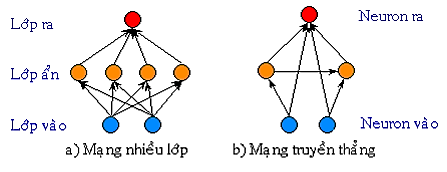 Lớp ra
Neuron ra
Lớp ẩn
Lớp vào
Neuron vào
a) Mạng nhiều lớp
b) Mạng truyền thẳng